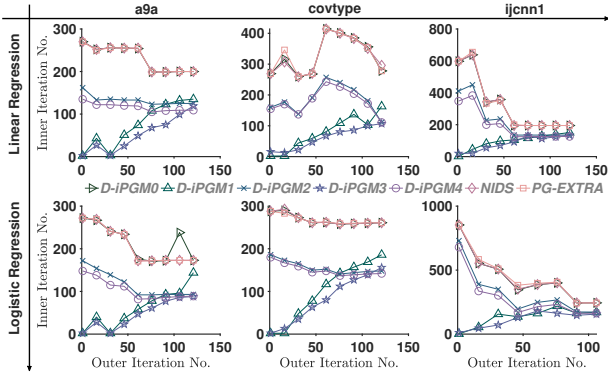 a9a covtype ijcnn1
Linear Regression
Inner Iteration No.
300
200
100
0
0 50 100 150
400
300
200
100
0
0 50 100 150
800
600
400
200
0
0 50 100 150
D-iPGM0 D-iPGM1 D-iPGM2 D-iPGM3 D-iPGM4 NIDS PG-EXTRA
Logistic Regression
Inner Iteration No.
300
200
100
0
0 50 100 150
Outer Iteration No.
300
200
100
0
0 50 100 150
Outer Iteration No.
1000
500
0
0 50 100
Outer Iteration No.